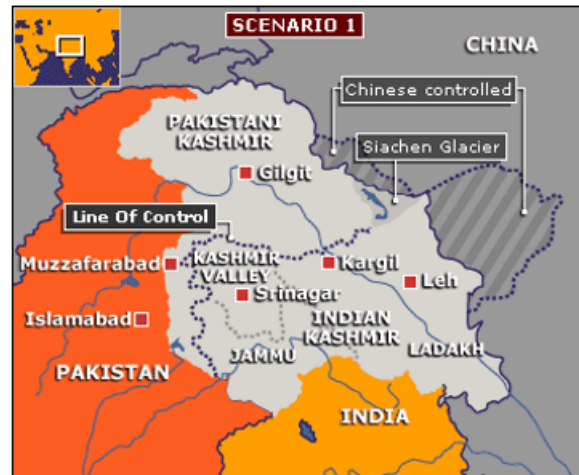 SCENARIO 1
CHINA
Chinese controlled
PAKISTANI
KASHMIR
Siachen Glacier
Gilgit
Line Of Control
Muzzafarabad
KASHMIR
VALLEY
Kargil
Leh
Srinagar
Islamabad
INDIAN
KASHMIR
LADAKH
JAMMU
PAKISTAN
INDIA